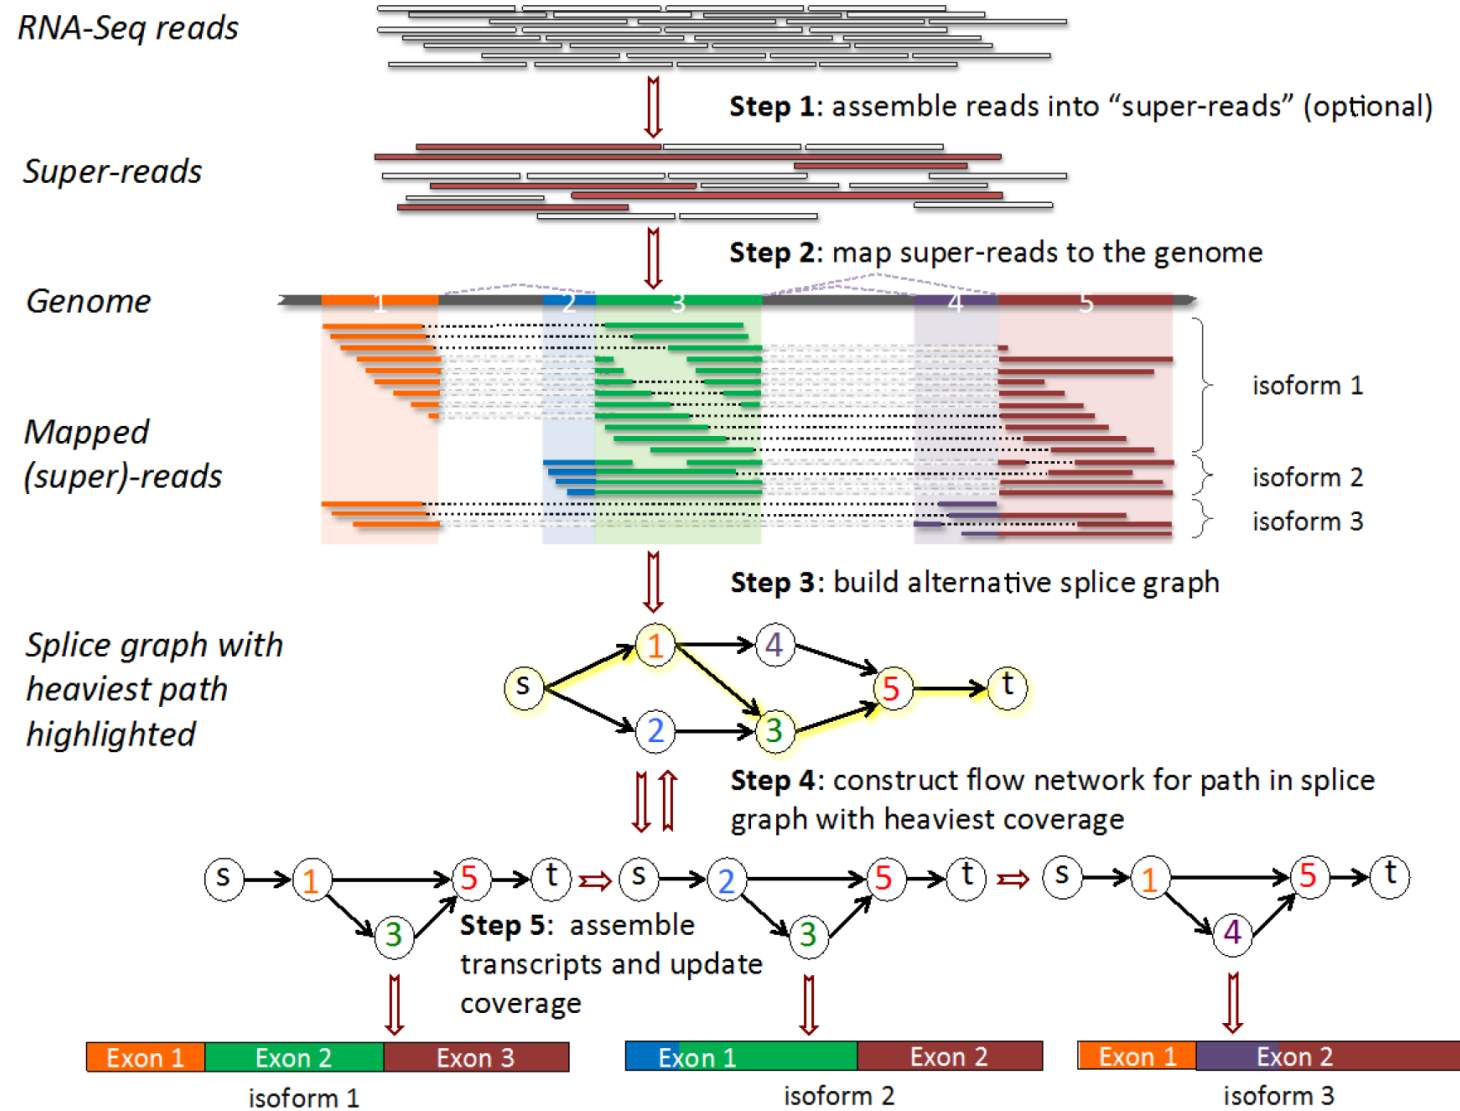 RNA-Seq reads
Step 1: assemble reads into “super-reads” (optional)
Super-reads
Step 2: map super-reads to the genome
Genome
1 2 3 4 5
isoform 1
Mapped
(super)-reads
isoform 2
isoform 3
Step 3: build alternative splice graph
Splice graph with
heaviest path
highlighted
1 4
s 5 t
2 3
Step 4: construct flow network for path in splice
graph with heaviest coverage
s 1 5 t s 2 5 t s 1 5 t
3 3 4
Step 5: assemble
transcripts and update
coverage
Exon 1 Exon 2 Exon 3 Exon 1 Exon 2 Exon 1 Exon 2
isoform 1 isoform 2 isoform 3